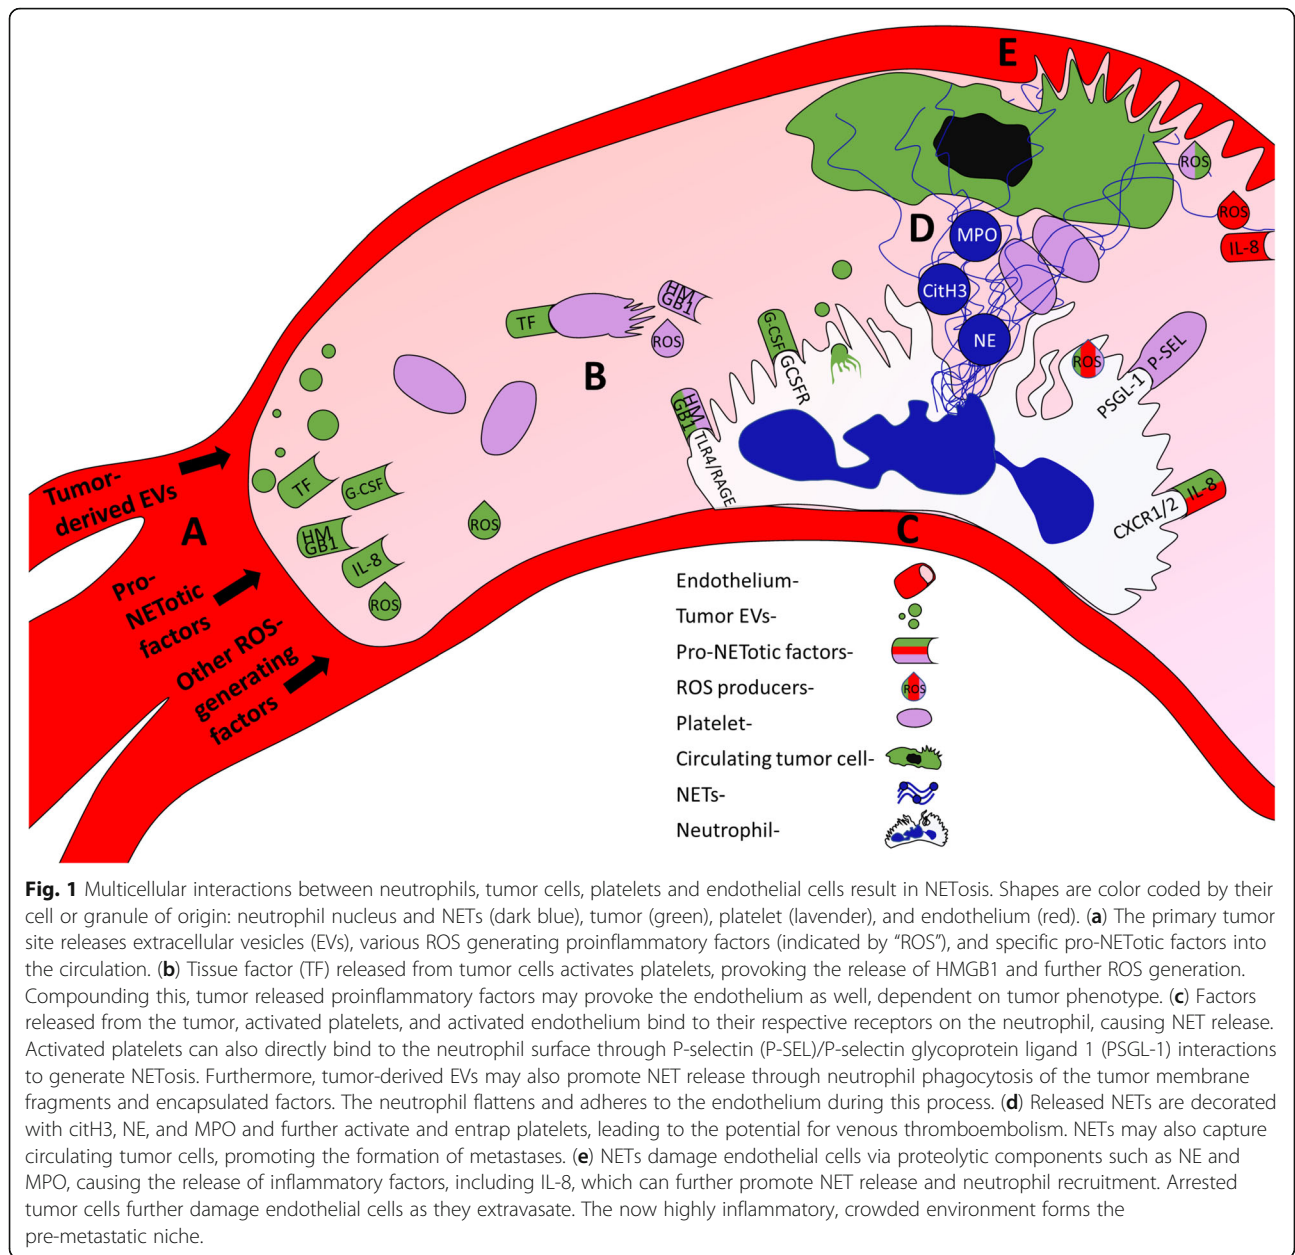 E
ROS
ROS
IL-8
D
MPO
CitH3
NE
HM
GB1
TF
ROS
B
G-CSF
GCSFR
ROS
P-SEL
PSGL-1
HM
GB1
TLR4/RAGE
IL-8
CXCR1/2
Tumor-
derived EVs
A
TF
G-CSF
HM
GB1
IL-8
ROS
ROS
Pro-
NETotic
factors
Other ROS-
generating
factors
C
Endothelium-
Tumor EVs-
Pro-NETotic factors-
ROS producers-
ROS
Platelet-
Circulating tumor cell-
NETs-
Neutrophil-
Fig. 1 Multicellular interactions between neutrophils, tumor cells, platelets and endothelial cells result in NETosis. Shapes are color coded by their
cell or granule of origin: neutrophil nucleus and NETs (dark blue), tumor (green), platelet (lavender), and endothelium (red). (a) The primary tumor
site releases extracellular vesicles (EVs), various ROS generating proinflammatory factors (indicated by “ROS”), and specific pro-NETotic factors into
the circulation. (b) Tissue factor (TF) released from tumor cells activates platelets, provoking the release of HMGB1 and further ROS generation.
Compounding this, tumor released proinflammatory factors may provoke the endothelium as well, dependent on tumor phenotype. (c) Factors
released from the tumor, activated platelets, and activated endothelium bind to their respective receptors on the neutrophil, causing NET release.
Activated platelets can also directly bind to the neutrophil surface through P-selectin (P-SEL)/P-selectin glycoprotein ligand 1 (PSGL-1) interactions
to generate NETosis. Furthermore, tumor-derived EVs may also promote NET release through neutrophil phagocytosis of the tumor membrane
fragments and encapsulated factors. The neutrophil flattens and adheres to the endothelium during this process. (d) Released NETs are decorated
with citH3, NE, and MPO and further activate and entrap platelets, leading to the potential for venous thromboembolism. NETs may also capture
circulating tumor cells, promoting the formation of metastases. (e) NETs damage endothelial cells via proteolytic components such as NE and
MPO, causing the release of inflammatory factors, including IL-8, which can further promote NET release and neutrophil recruitment. Arrested
tumor cells further damage endothelial cells as they extravasate. The now highly inflammatory, crowded environment forms the
pre-metastatic niche.